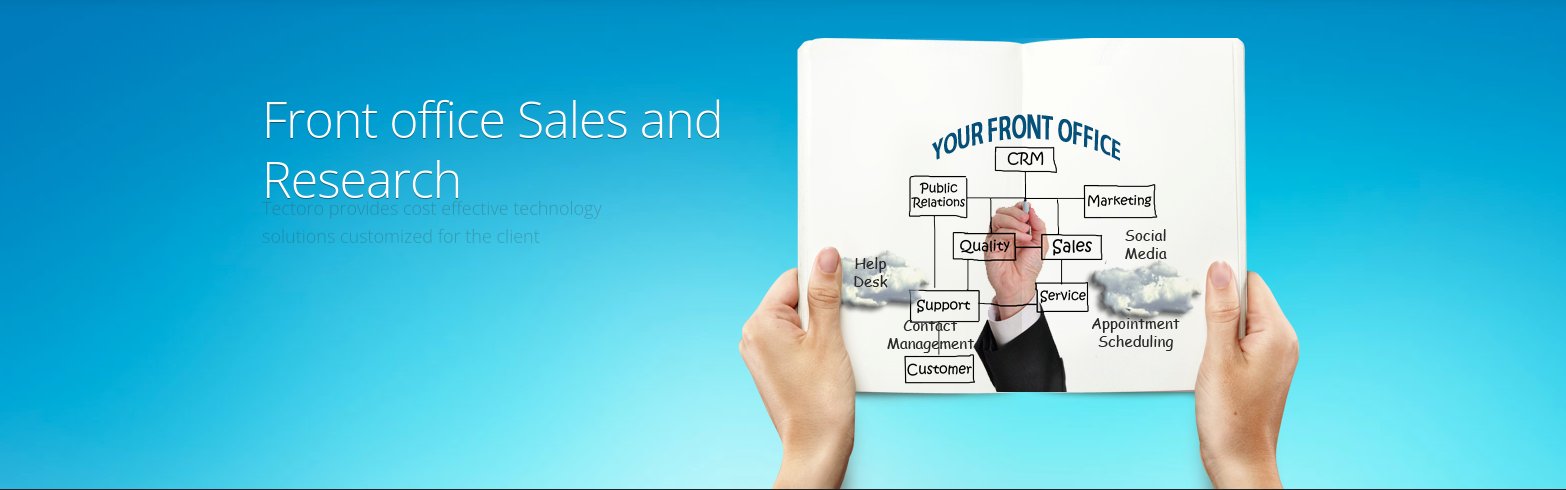 Front office Sales and
Research
Tectoro provides cost effective technology
solutions customized for the client
YOUR FRONT OFFICE
CRM
Public
Relations
Marketing
Quality
Sales
Social
Media
Help
Desk
Support
Service
Contact
Management
Appointment
Scheduling
Customer